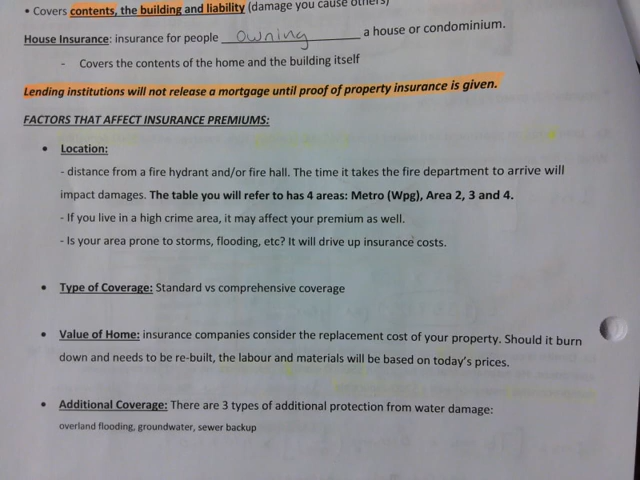 • Covers contents, the building and liability (damage you cause others)
House Insurance: insurance for people owning a house or condominium.
- Covers the contents of the home and the building itself
Lending institutions will not release a mortgage until proof of property insurance is given.
FACTORS THAT AFFECT INSURANCE PREMIUMS:
• Location:
- distance from a fire hydrant and/or fire hall. The time it takes the fire department to arrive will
impact damages. The table you will refer to has 4 areas: Metro (Wpg), Area 2, 3 and 4.
- If you live in a high crime area, it may affect your premium as well.
- Is your area prone to storms, flooding, etc? It will drive up insurance costs.
• Type of Coverage: Standard vs comprehensive coverage
• Value of Home: insurance companies consider the replacement cost of your property. Should it burn
down and needs to be re-built, the labour and materials will be based on today's prices.
• Additional Coverage: There are 3 types of additional protection from water damage:
overland flooding, groundwater, sewer backup